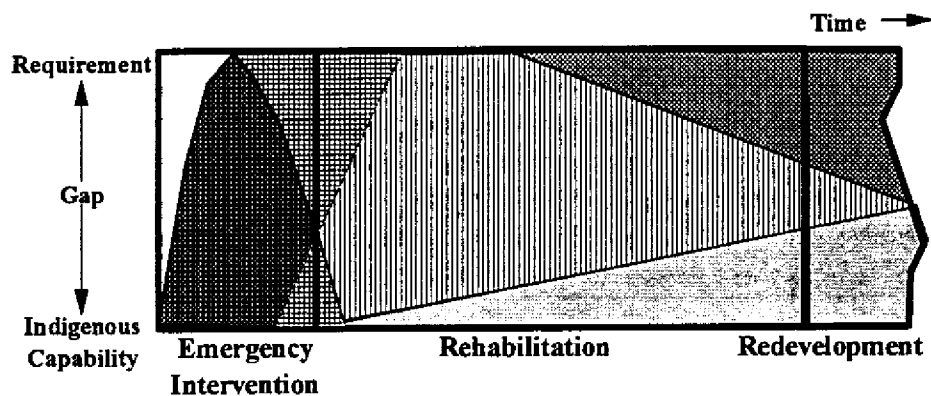 Time
Requirement
Gap
Indigenous
Capability
Emergency
Intervention
Rehabilitation
Redevelopment